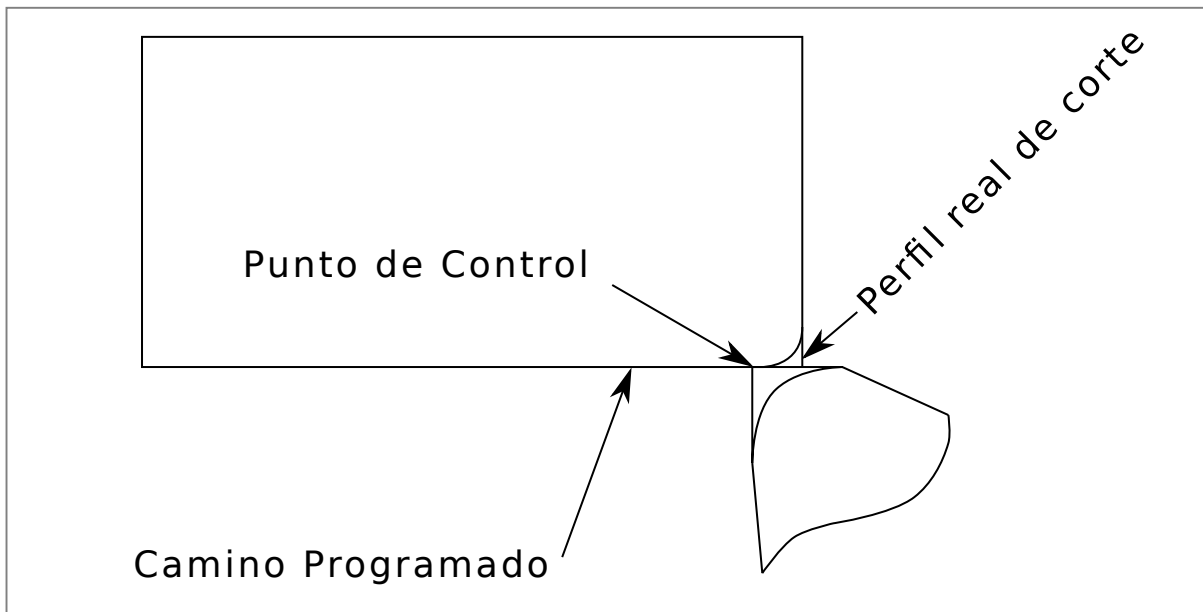 Perfil real de corte
Punto de Control
Camino Programado